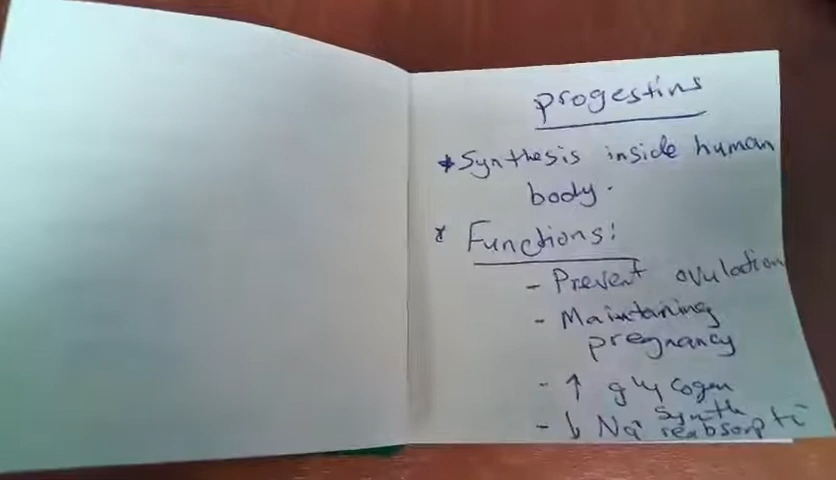 progestins
* Synthesis inside human
body.
* Functions:
- Prevent ovulation
- Maintaining
pregnancy
- ↑ glycogen
synth
- ↓ Na⁺ reabsorpti